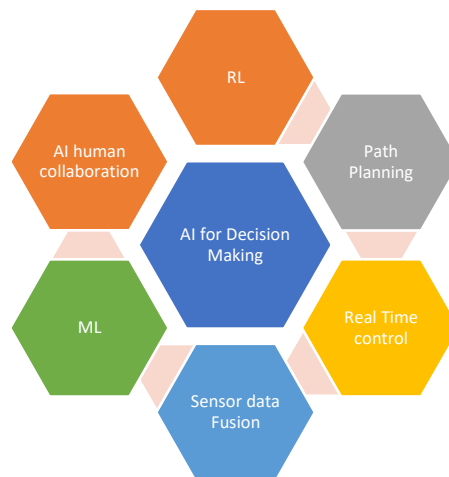 RL
AI human
collaboration
Path
Planning
AI for Decision
Making
ML
Real Time
control
Sensor data
Fusion